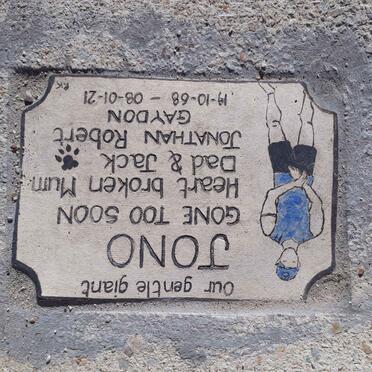 Our gentle giant
JONO
GONE TOO SOON
Heart broken Mum
Dad & Jack
JONATHAN Robert
GAYDON
19-10-68 - 08-01-21